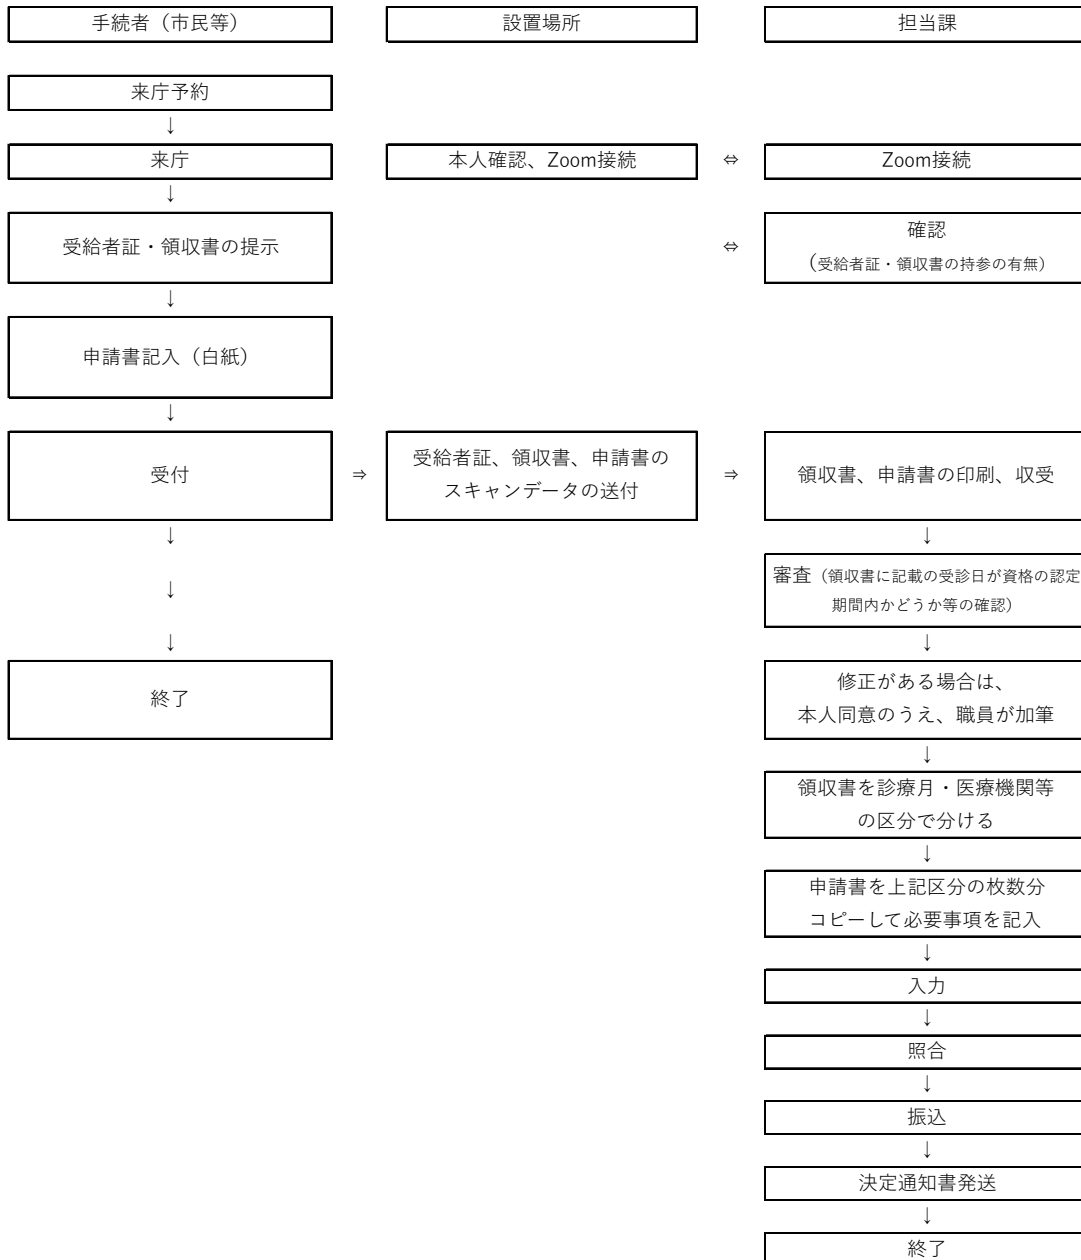 手続者（市民等）
設置場所
担当課
来庁予約
↓
来庁
本人確認、Zoom接続
⇔
Zoom接続
↓
受給者証・領収書の提示
⇔
確認
（受給者証・領収書の持参の有無）
↓
申請書記入（白紙）
↓
受付
⇒
受給者証、領収書、申請書の
スキャンデータの送付
⇒
領収書、申請書の印刷、収受
↓
↓
↓
終了
↓
審査（領収書に記載の受診日が資格の認定
期間内かどうか等の確認）
↓
修正がある場合は、
本人同意のうえ、職員が加筆
↓
領収書を診療月・医療機関等
の区分で分ける
↓
申請書を上記区分の枚数分
コピーして必要事項を記入
↓
入力
↓
照合
↓
振込
↓
決定通知書発送
↓
終了